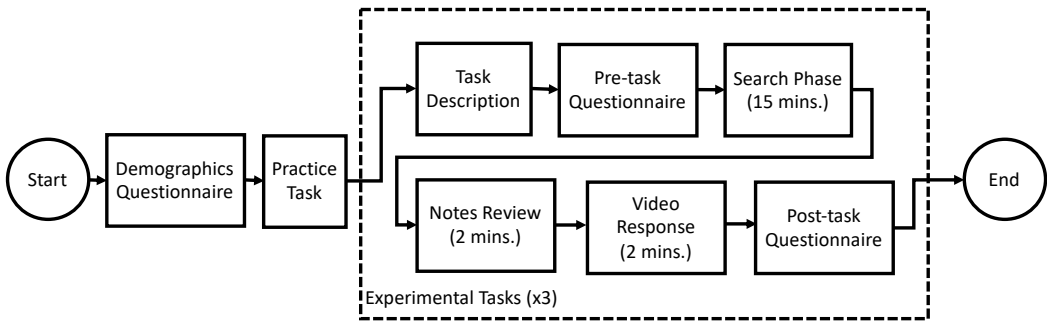 Start
Demographics
Questionnaire
Practice
Task
Task
Description
Pre-task
Questionnaire
Search Phase
(15 mins.)
Notes Review
(2 mins.)
Video
Response
(2 mins.)
Post-task
Questionnaire
End
Experimental Tasks (x3)